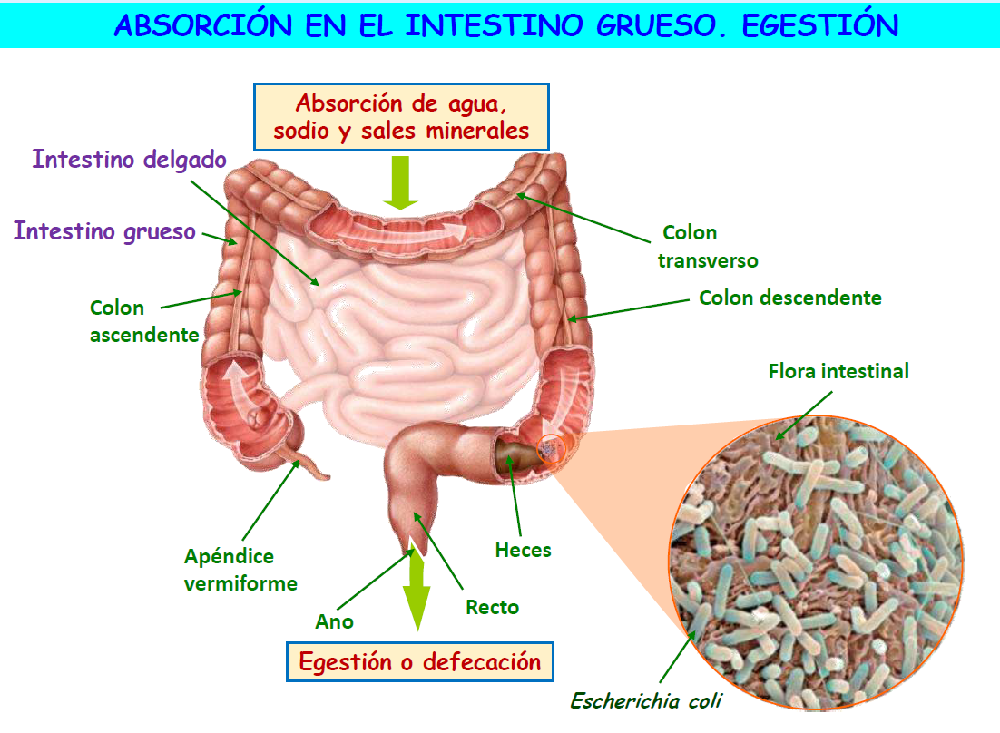 ABSORCIÓN EN EL INTESTINO GRUESO. EGESTIÓN
Absorción de agua,
sodio y sales minerales
Intestino delgado
Intestino grueso
Colon
transverso
Colon descendente
Colon
ascendente
Flora intestinal
Apéndice
vermiforme
Heces
Recto
Ano
Egestión o defecación
Escherichia coli